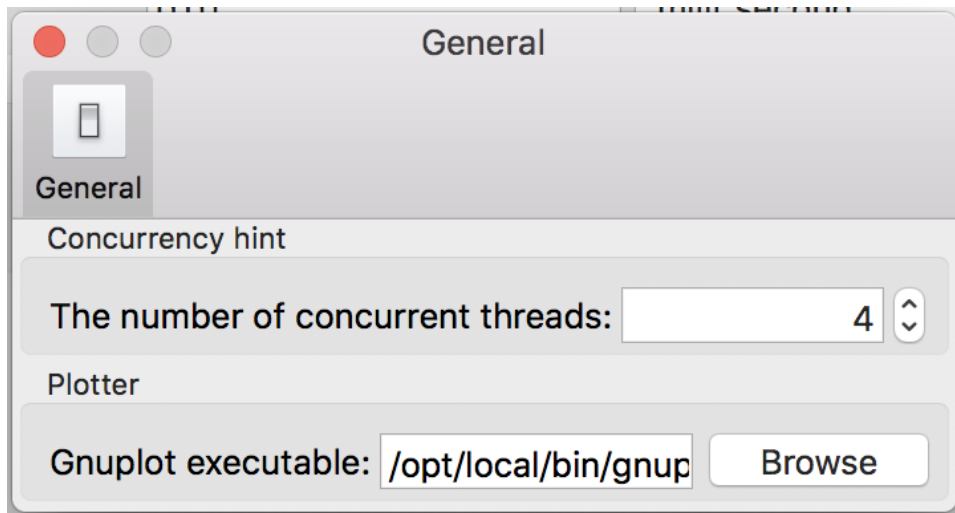 General
General
Concurrency hint
The number of concurrent threads: 4
Plotter
Gnuplot executable: /opt/local/bin/gnup Browse